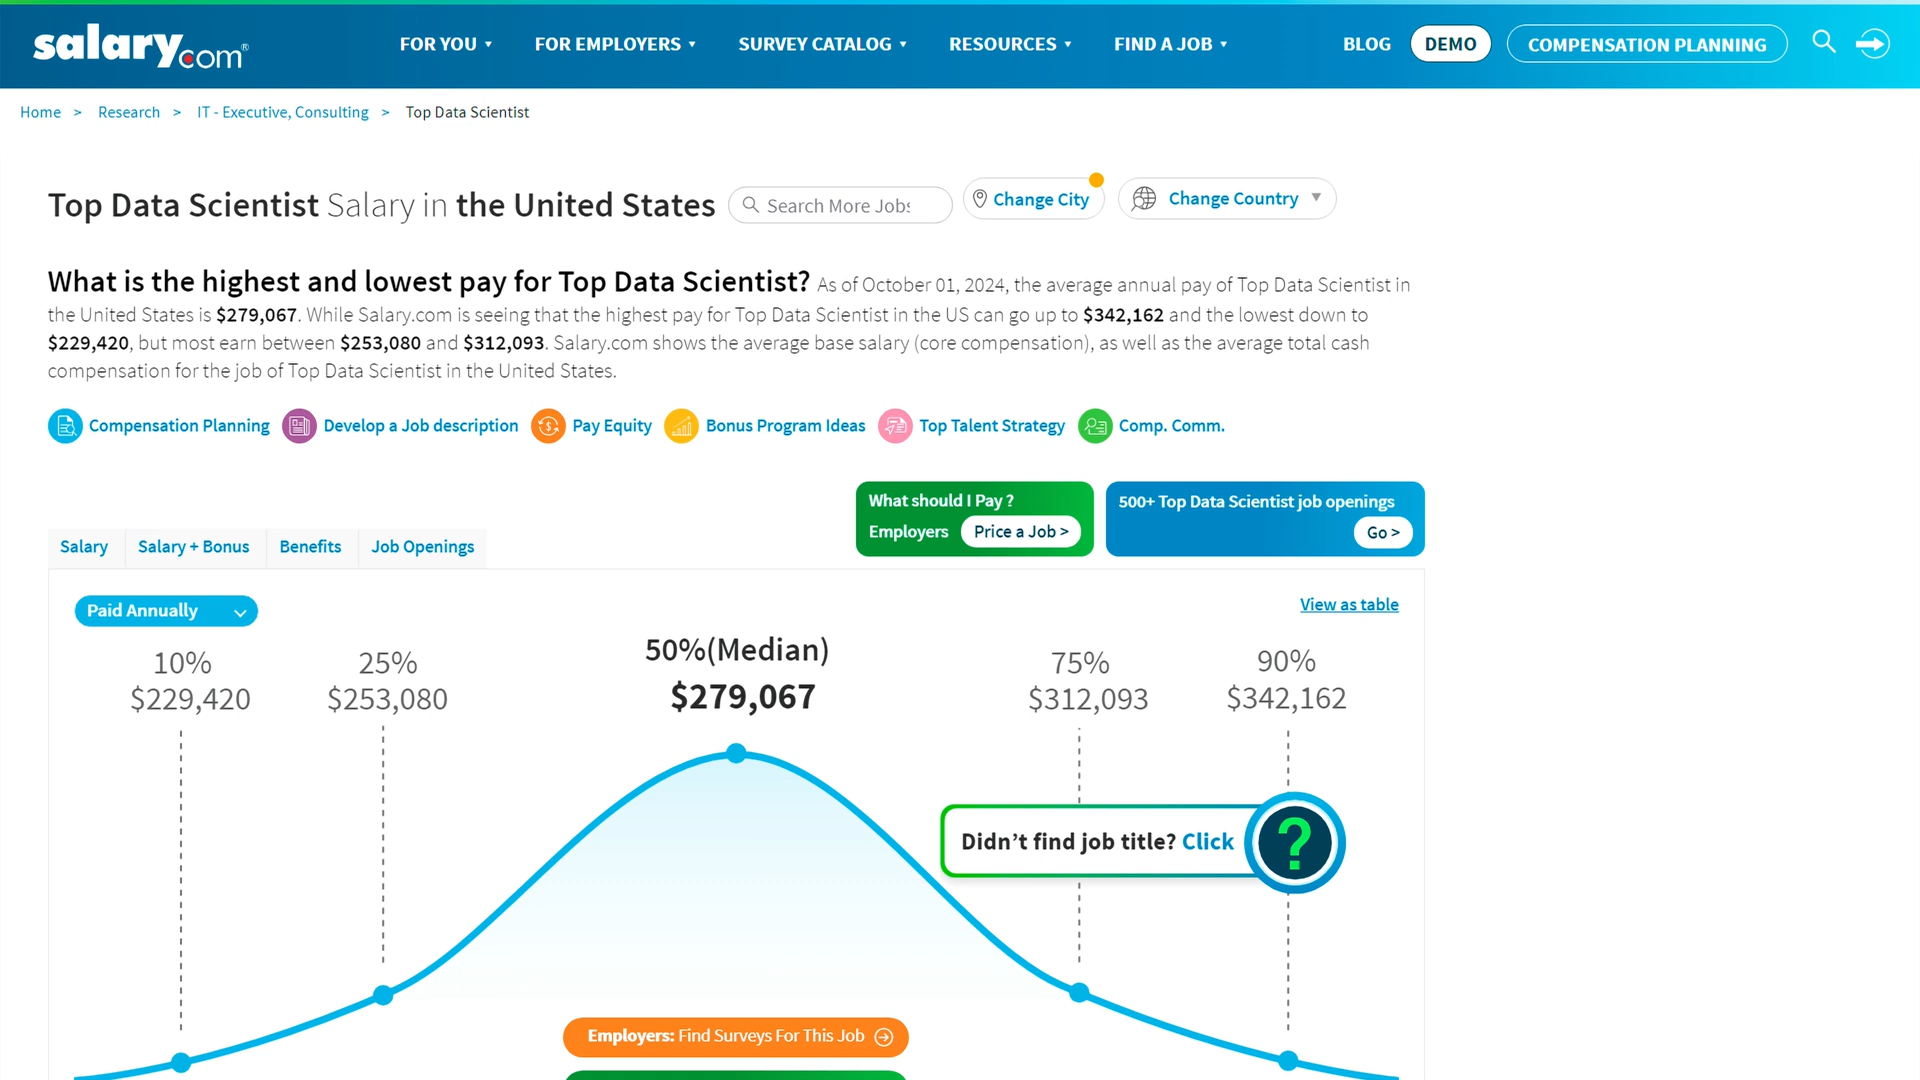 salary.com®
FOR YOU ▼
FOR EMPLOYERS ▼
SURVEY CATALOG ▼
RESOURCES ▼
FIND A JOB ▼
BLOG
DEMO
COMPENSATION PLANNING
Home > Research > IT - Executive, Consulting > Top Data Scientist
Top Data Scientist Salary in the United States
Search More Jobs
Change City
Change Country ▼
What is the highest and lowest pay for Top Data Scientist? As of October 01, 2024, the average annual pay of Top Data Scientist in
the United States is $279,067. While Salary.com is seeing that the highest pay for Top Data Scientist in the US can go up to $342,162 and the lowest down to
$229,420, but most earn between $253,080 and $312,093. Salary.com shows the average base salary (core compensation), as well as the average total cash
compensation for the job of Top Data Scientist in the United States.
Compensation Planning
Develop a Job description
Pay Equity
Bonus Program Ideas
Top Talent Strategy
Comp. Comm.
What should I Pay ?
Employers
Price a Job >
500+ Top Data Scientist job openings
Go >
Salary
Salary + Bonus
Benefits
Job Openings
Paid Annually
View as table
10%
$229,420
25%
$253,080
50%(Median)
$279,067
75%
$312,093
90%
$342,162
Didn’t find job title? Click
?
Employers: Find Surveys For This Job